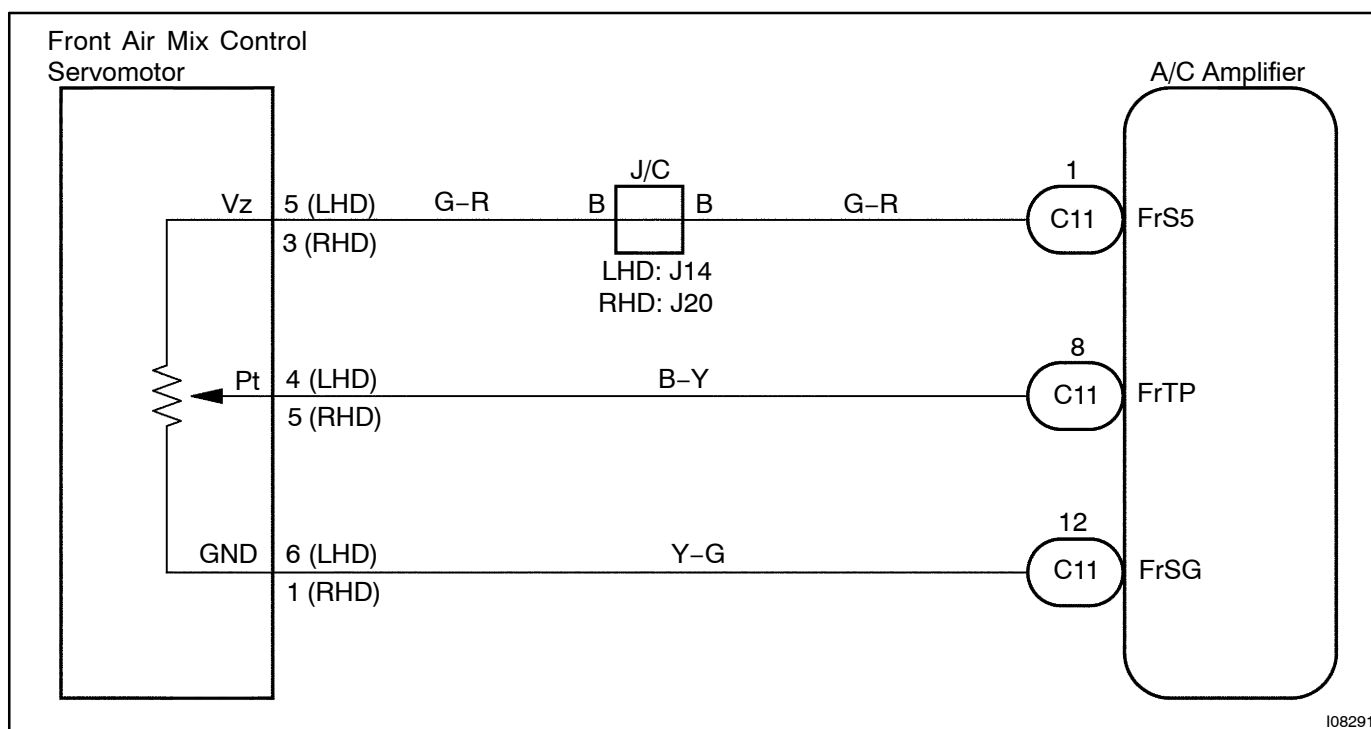 Front Air Mix Control
Servomotor
A/C Amplifier
J/C
1
Vz
5 (LHD)
G–R
B
B
G–R
C11
FrS5
3 (RHD)
LHD: J14
RHD: J20
8
Pt
4 (LHD)
B–Y
C11
FrTP
5 (RHD)
12
GND
6 (LHD)
Y–G
C11
FrSG
1 (RHD)
I08291